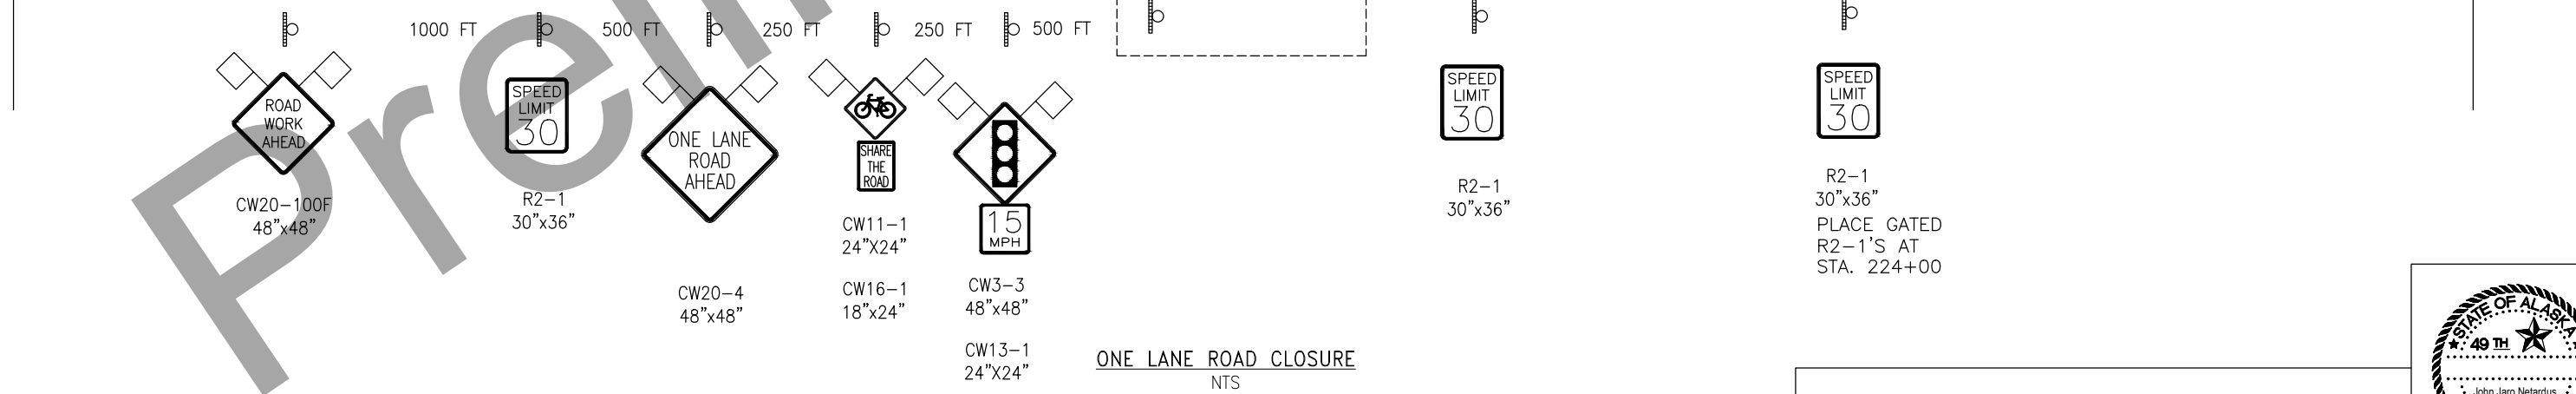 1000 FT
500 FT
250 FT
250 FT
500 FT
ROAD
WORK
AHEAD
CW20-100F
48"x48"
SPEED
LIMIT
30
R2-1
30"x36"
ONE LANE
ROAD
AHEAD
CW20-4
48"x48"
SHARE
THE
ROAD
CW11-1
24"X24"
CW16-1
18"x24"
15
MPH
CW3-3
48"x48"
CW13-1
24"X24"
ONE LANE ROAD CLOSURE
NTS
SPEED
LIMIT
30
R2-1
30"x36"
SPEED
LIMIT
30
R2-1
30"x36"
PLACE GATED
R2-1'S AT
STA. 224+00
Preli
STATE OF ALASKA
49 TH
John Jaro Netardus